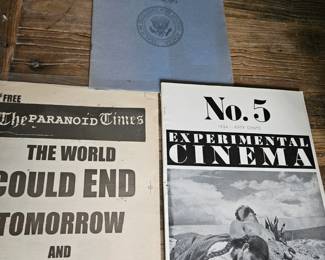 FREE
The PARANOID Times
THE WORLD
COULD END
TOMORROW
AND
No. 5
EXPERIMENTAL
CINEMA